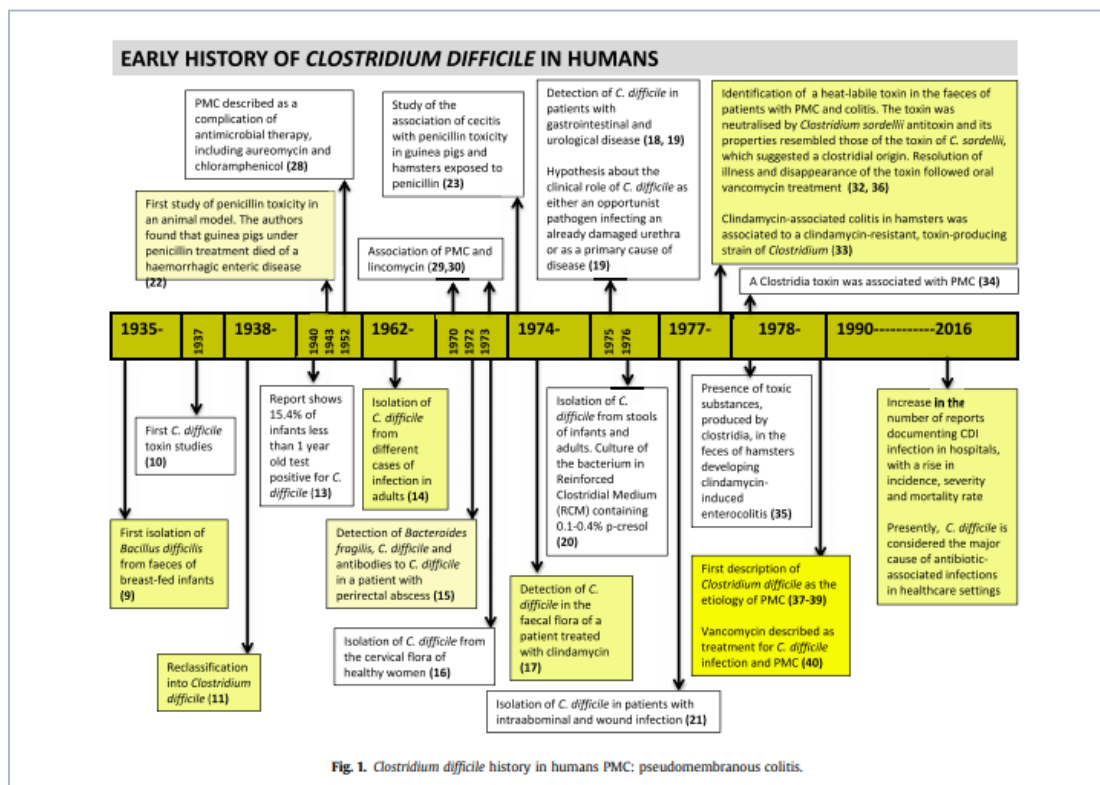 EARLY HISTORY OF CLOSTRIDIUM DIFFICILE IN HUMANS
PMC described as a
complication of
antimicrobial therapy,
including aureomycin and
chloramphenicol (28)
First study of penicillin toxicity in
an animal model. The authors
found that guinea pigs under
penicillin treatment died of a
haemorrhagic enteric disease
(22)
Study of the
association of cecitis
with penicillin toxicity
in guinea pigs and
hamsters exposed to
penicillin (23)
Association of PMC and
lincomycin (29,30)
Detection of C. difficile in
patients with
gastrointestinal and
urological disease (18, 19)
Hypothesis about the
clinical role of C. difficile as
either an opportunist
pathogen infecting an
already damaged urethra
or as a primary cause of
disease (19)
Identification of a heat-labile toxin in the faeces of
patients with PMC and colitis. The toxin was
neutralised by Clostridium sordellii antitoxin and its
properties resembled those of the toxin of C. sordellii,
which suggested a clostridial origin. Resolution of
illness and disappearance of the toxin followed oral
vancomycin treatment (32, 36)
Clindamycin-associated colitis in hamsters was
associated to a clindamycin-resistant, toxin-producing
strain of Clostridium (33)
A Clostridia toxin was associated with PMC (34)
1935-
1937
1938-
1940
1943
1952
1962-
1970
1972
1973
1974-
1975
1976
1977-
1978-
1990-----------2016
First isolation of
Bacillus difficilis
from faeces of
breast-fed infants
(9)
First C. difficile
toxin studies
(10)
Reclassification
into Clostridium
difficile (11)
Report shows
15.4% of
infants less
than 1 year
old test
positive for C.
difficile (13)
Isolation of
C. difficile
from
different
cases of
infection in
adults (14)
Detection of Bacteroides
fragilis, C. difficile and
antibodies to C. difficile
in a patient with
perirectal abscess (15)
Isolation of C. difficile from
the cervical flora of
healthy women (16)
Detection of C.
difficile in the
faecal flora of a
patient treated
with clindamycin
(17)
Isolation of C.
difficile from stools
of infants and
adults. Culture of
the bacterium in
Reinforced
Clostridial Medium
(RCM) containing
0.1-0.4% p-cresol
(20)
Isolation of C. difficile in patients with
intraabominal and wound infection (21)
Presence of toxic
substances,
produced by
clostridia, in the
feces of hamsters
developing
clindamycin-
induced
enterocolitis
(35)
First description of
Clostridium difficile as the
etiology of PMC (37-39)
Vancomycin described as
treatment for C. difficile
infection and PMC (40)
Increase in the
number of reports
documenting CDI
infection in hospitals,
with a rise in
incidence, severity
and mortality rate
Presently, C. difficile is
considered the major
cause of antibiotic-
associated infections
in healthcare settings
Fig. 1. Clostridium difficile history in humans PMC: pseudomembranous colitis.